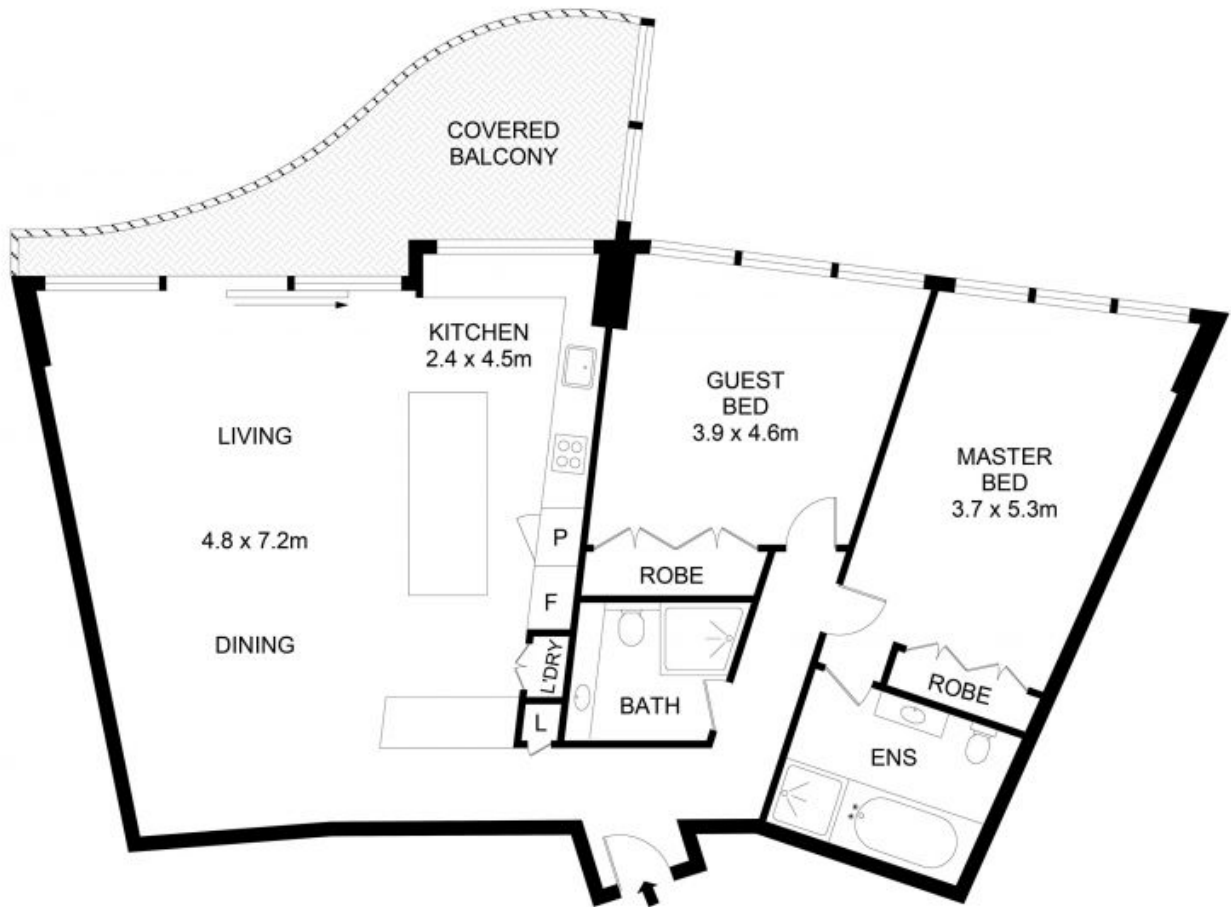 COVERED
BALCONY
KITCHEN
2.4 x 4.5m
LIVING
4.8 x 7.2m
DINING
P
F
L'DRY
L
GUEST
BED
3.9 x 4.6m
ROBE
BATH
MASTER
BED
3.7 x 5.3m
ROBE
ENS